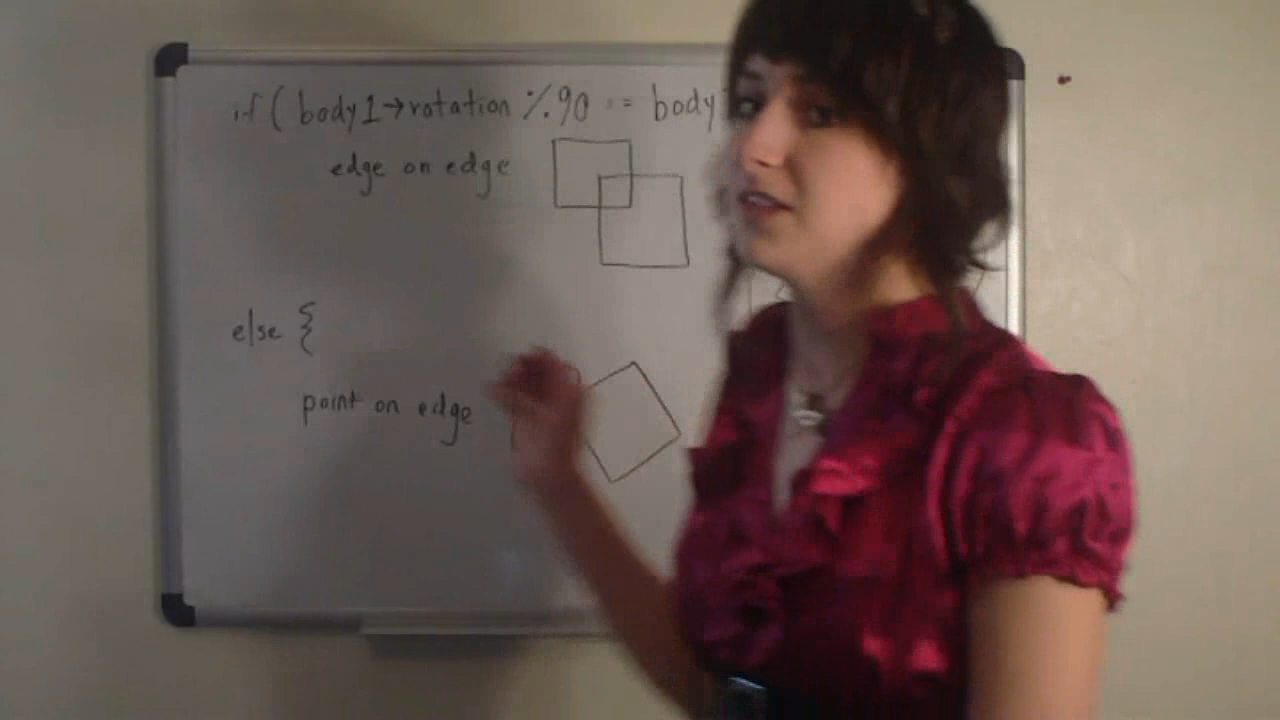 if ( body1→rotation %90 == body
edge on edge
else {
point on edge